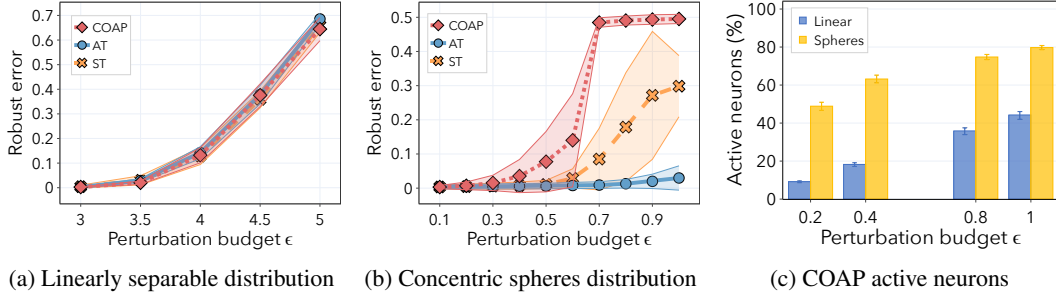 0.7
0.6
0.5
0.4
0.3
0.2
0.1
0
Robust error
COAP
AT
ST
3
3.5
4
4.5
5
Perturbation budget ϵ
(a) Linearly separable distribution
0.5
0.4
0.3
0.2
0.1
0
Robust error
COAP
AT
ST
0.1
0.3
0.5
0.7
0.9
Perturbation budget ϵ
(b) Concentric spheres distribution
100
80
60
40
20
0
Active neurons (%)
Linear
Spheres
0.2
0.4
0.8
1
Perturbation budget ϵ
(c) COAP active neurons